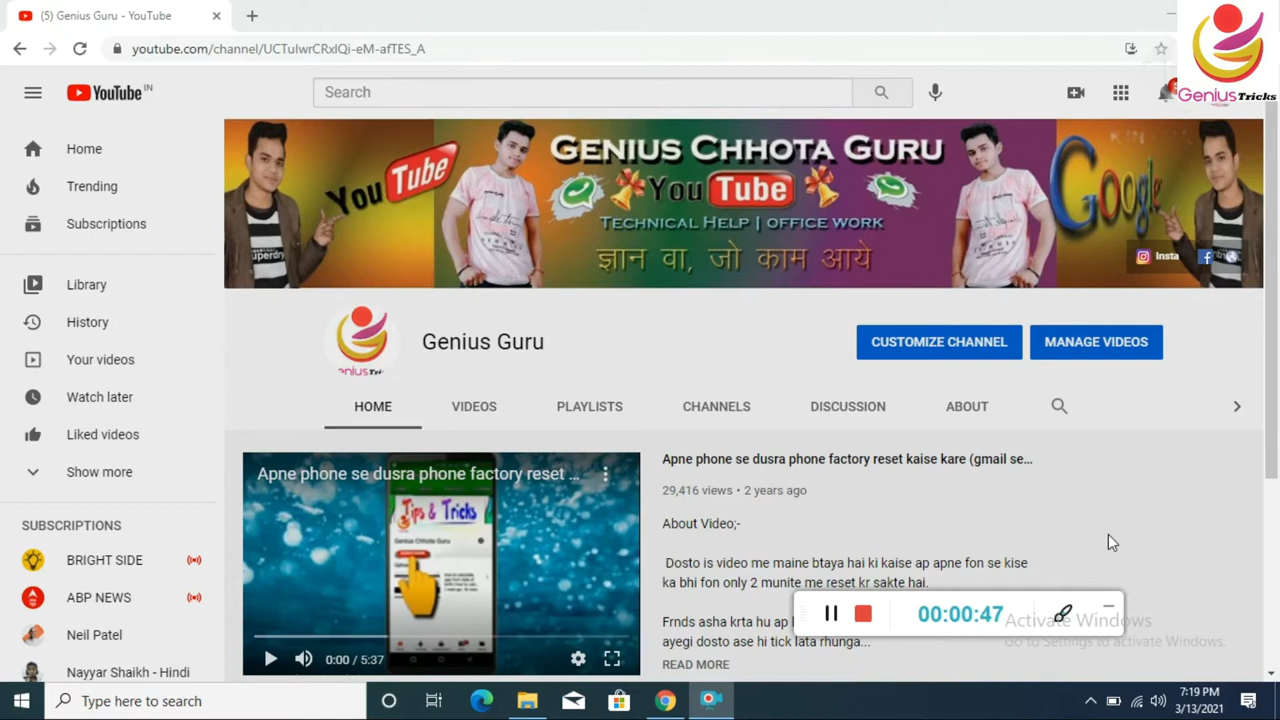 (5) Genius Guru - YouTube
youtube.com/channel/UCTuIwrCRxlQi-eM-afTES_A
Genius Tricks
YouTube IN
Search
Home
Trending
Subscriptions
Library
History
Your videos
Watch later
Liked videos
Show more
SUBSCRIPTIONS
BRIGHT SIDE
ABP NEWS
Neil Patel
Nayyar Shaikh - Hindi
YouTube
GENIUS CHHOTA GURU
YouTube
TECHNICAL HELP | OFFICE WORK
ज्ञान वा, जो काम आये
Google
Superdry
Insta
Genius Guru
CUSTOMIZE CHANNEL
MANAGE VIDEOS
HOME
VIDEOS
PLAYLISTS
CHANNELS
DISCUSSION
ABOUT
Apne phone se dusra phone factory reset ...
Tips & Tricks
Genius Chhota Guru
0:00 / 5:37
Apne phone se dusra phone factory reset kaise kare (gmail se...
29,416 views • 2 years ago
About Video;-
Dosto is video me maine btaya hai ki kaise ap apne fon se kise
ka bhi fon only 2 munite me reset kr sakte hai.
Frnds asha krta hu ap
ayegi dosto ase hi tick lata rhunga...
READ MORE
00:00:47
Activate Windows
Go to Settings to activate Windows.
Type here to search
7:19 PM
3/13/2021